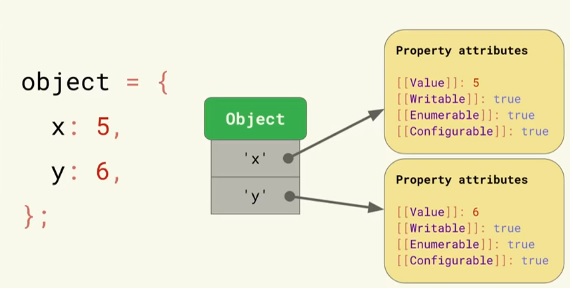 object = {
x: 5,
y: 6,
};
Object
'x'
'y'
Property attributes
[[Value]]: 5
[[Writable]]: true
[[Enumerable]]: true
[[Configurable]]: true
Property attributes
[[Value]]: 6
[[Writable]]: true
[[Enumerable]]: true
[[Configurable]]: true